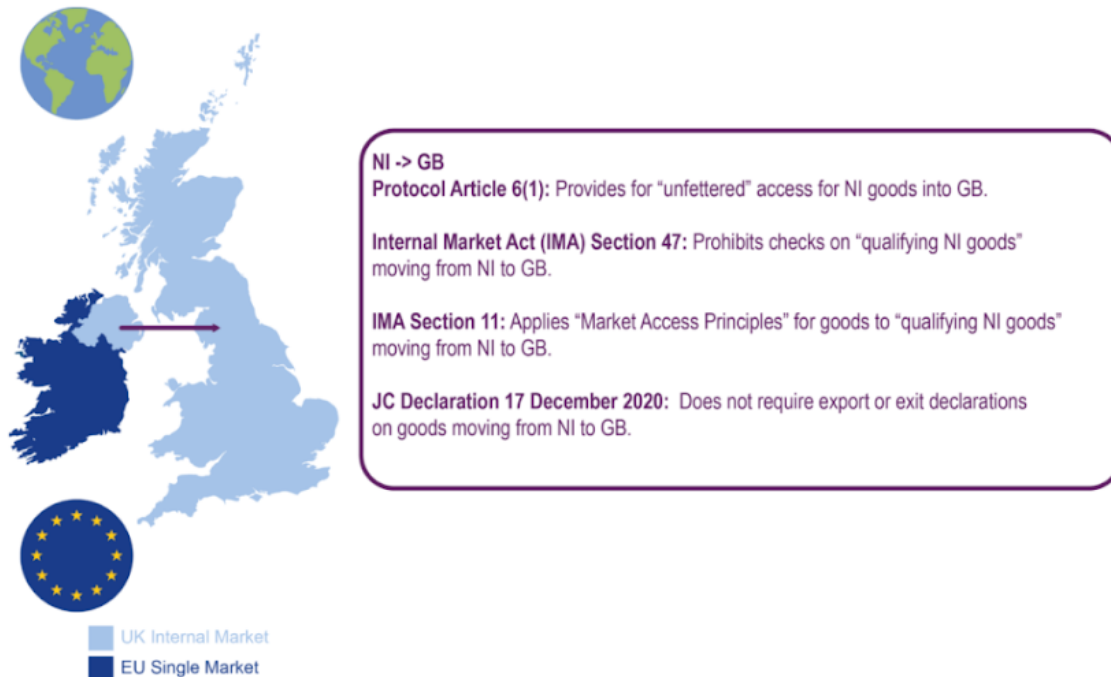 NI -> GB
Protocol Article 6(1): Provides for “unfettered” access for NI goods into GB.
Internal Market Act (IMA) Section 47: Prohibits checks on “qualifying NI goods”
moving from NI to GB.
IMA Section 11: Applies “Market Access Principles” for goods to “qualifying NI goods”
moving from NI to GB.
JC Declaration 17 December 2020: Does not require export or exit declarations
on goods moving from NI to GB.
UK Internal Market
EU Single Market